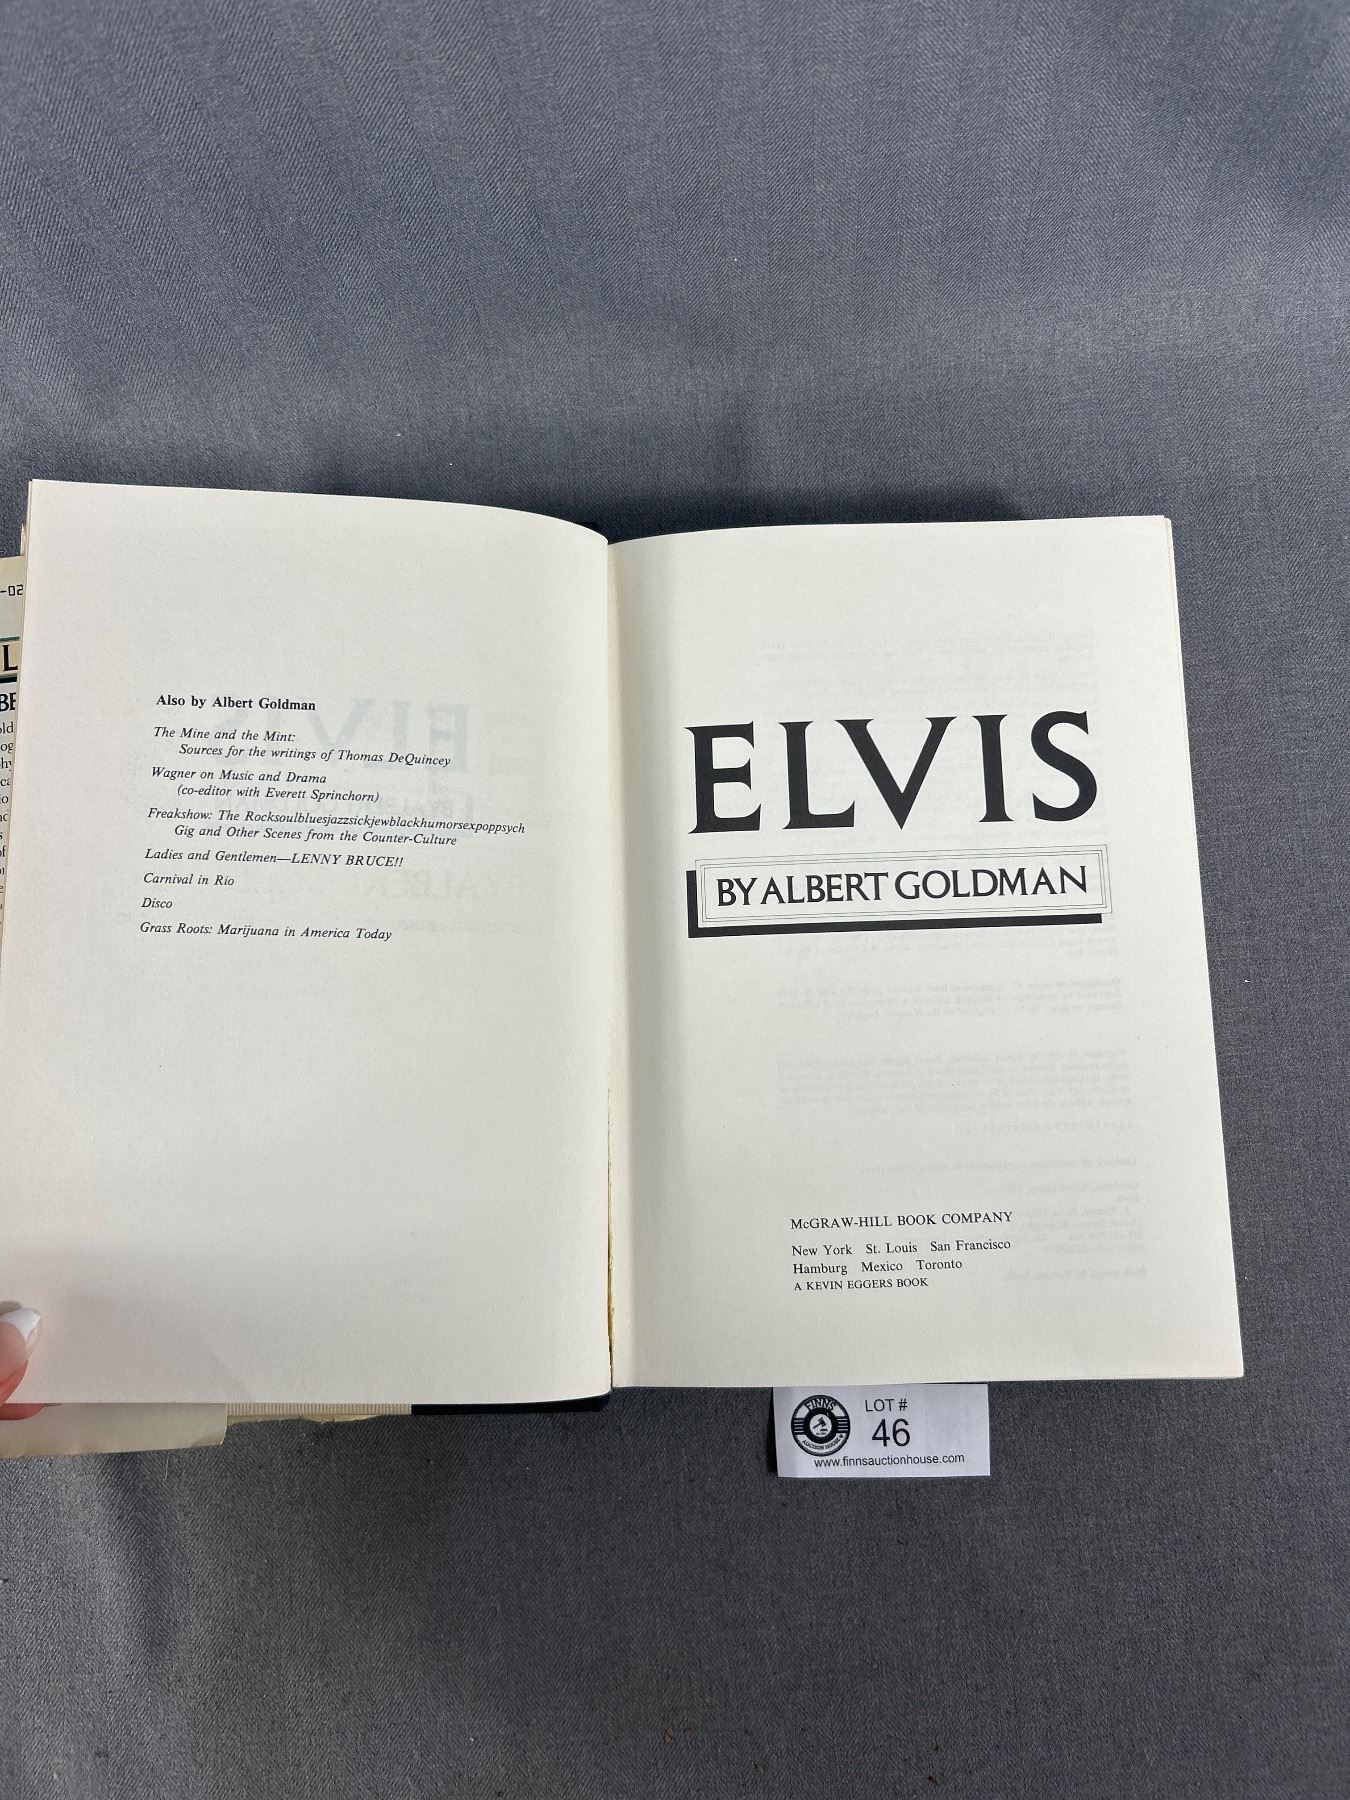 Also by Albert Goldman
The Mine and the Mint:
Sources for the writings of Thomas DeQuincey
Wagner on Music and Drama
(co-editor with Everett Sprinchorn)
Freakshow: The Rocksoulbluesjazzsickjewblackhumorsexpoppsych
Gig and Other Scenes from the Counter-Culture
Ladies and Gentlemen—LENNY BRUCE!!
Carnival in Rio
Disco
Grass Roots: Marijuana in America Today
ELVIS
BY ALBERT GOLDMAN
McGRAW-HILL BOOK COMPANY
New York St. Louis San Francisco
Hamburg Mexico Toronto
A KEVIN EGGERS BOOK
FINNS
AUCTION HOUSE
LOT #
46
www.finnsauctionhouse.com